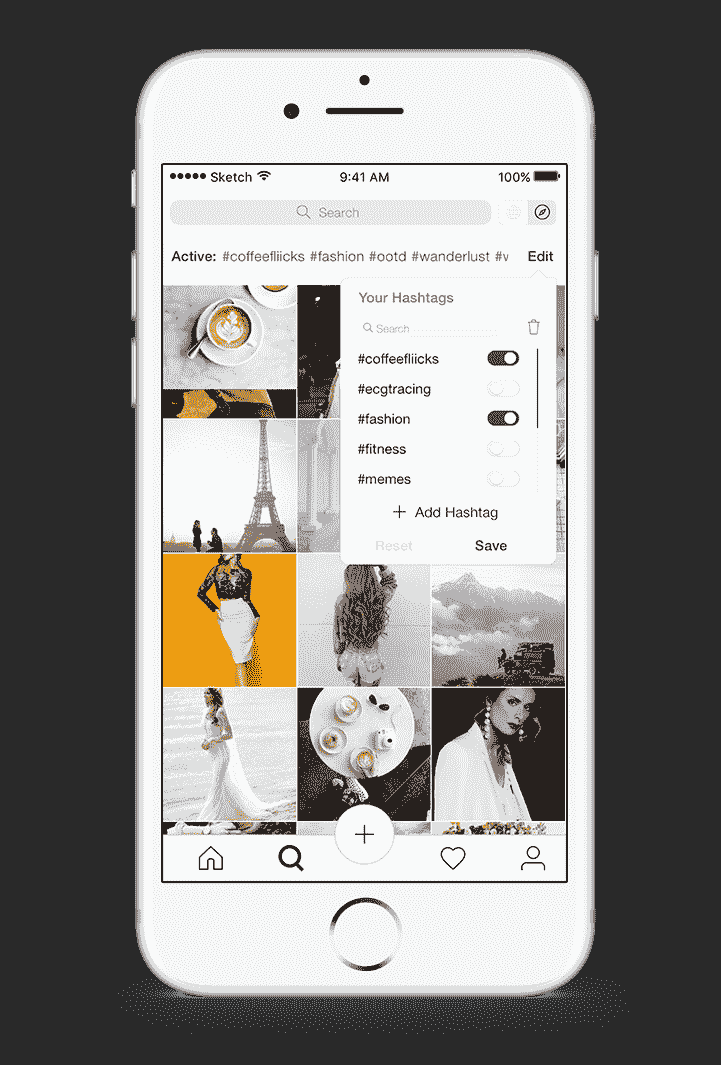 Sketch 9:41 AM 100%
Search
Active: #coffeefliicks #fashion #ootd #wanderlust #v Edit
Your Hashtags
Search
#coffeefliicks
#ecgtracing
#fashion
#fitness
#memes
+ Add Hashtag
Reset Save